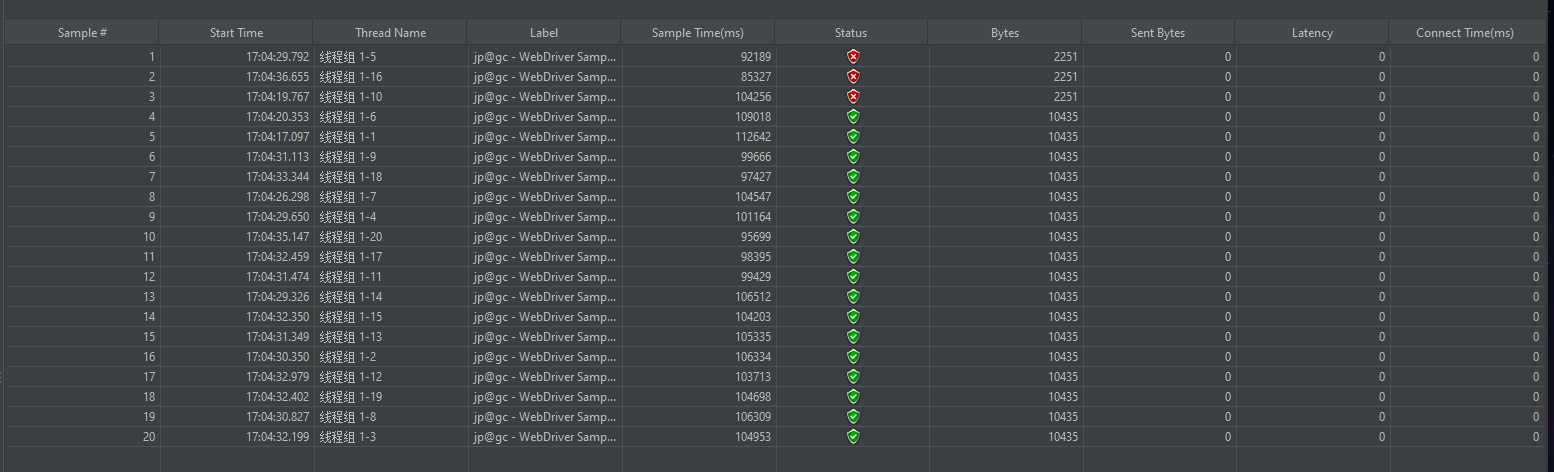 Sample # Start Time Thread Name Label Sample Time(ms) Status Bytes Sent Bytes Latency Connect Time(ms)
1 17:04:29.792 线程组 1-5 jp@gc - WebDriver Samp... 92189 2251 0 0 0
2 17:04:36.655 线程组 1-16 jp@gc - WebDriver Samp... 85327 2251 0 0 0
3 17:04:19.767 线程组 1-10 jp@gc - WebDriver Samp... 104256 2251 0 0 0
4 17:04:20.353 线程组 1-6 jp@gc - WebDriver Samp... 109018 10435 0 0 0
5 17:04:17.097 线程组 1-1 jp@gc - WebDriver Samp... 112642 10435 0 0 0
6 17:04:31.113 线程组 1-9 jp@gc - WebDriver Samp... 99666 10435 0 0 0
7 17:04:33.344 线程组 1-18 jp@gc - WebDriver Samp... 97427 10435 0 0 0
8 17:04:26.298 线程组 1-7 jp@gc - WebDriver Samp... 104547 10435 0 0 0
9 17:04:29.650 线程组 1-4 jp@gc - WebDriver Samp... 101164 10435 0 0 0
10 17:04:35.147 线程组 1-20 jp@gc - WebDriver Samp... 95699 10435 0 0 0
11 17:04:32.459 线程组 1-17 jp@gc - WebDriver Samp... 98395 10435 0 0 0
12 17:04:31.474 线程组 1-11 jp@gc - WebDriver Samp... 99429 10435 0 0 0
13 17:04:29.326 线程组 1-14 jp@gc - WebDriver Samp... 106512 10435 0 0 0
14 17:04:32.350 线程组 1-15 jp@gc - WebDriver Samp... 104203 10435 0 0 0
15 17:04:31.349 线程组 1-13 jp@gc - WebDriver Samp... 105335 10435 0 0 0
16 17:04:30.350 线程组 1-2 jp@gc - WebDriver Samp... 106334 10435 0 0 0
17 17:04:32.979 线程组 1-12 jp@gc - WebDriver Samp... 103713 10435 0 0 0
18 17:04:32.402 线程组 1-19 jp@gc - WebDriver Samp... 104698 10435 0 0 0
19 17:04:30.827 线程组 1-8 jp@gc - WebDriver Samp... 106309 10435 0 0 0
20 17:04:32.199 线程组 1-3 jp@gc - WebDriver Samp... 104953 10435 0 0 0